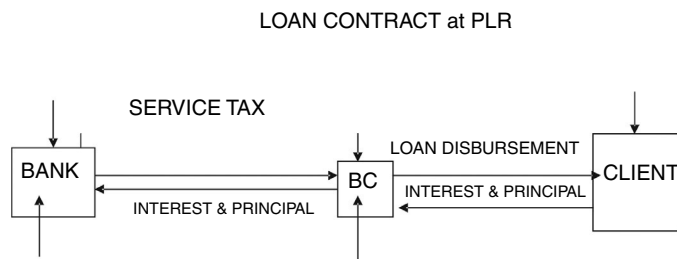 LOAN CONTRACT at PLR
SERVICE TAX
LOAN DISBURSEMENT
BANK
BC
CLIENT
INTEREST & PRINCIPAL
INTEREST & PRINCIPAL